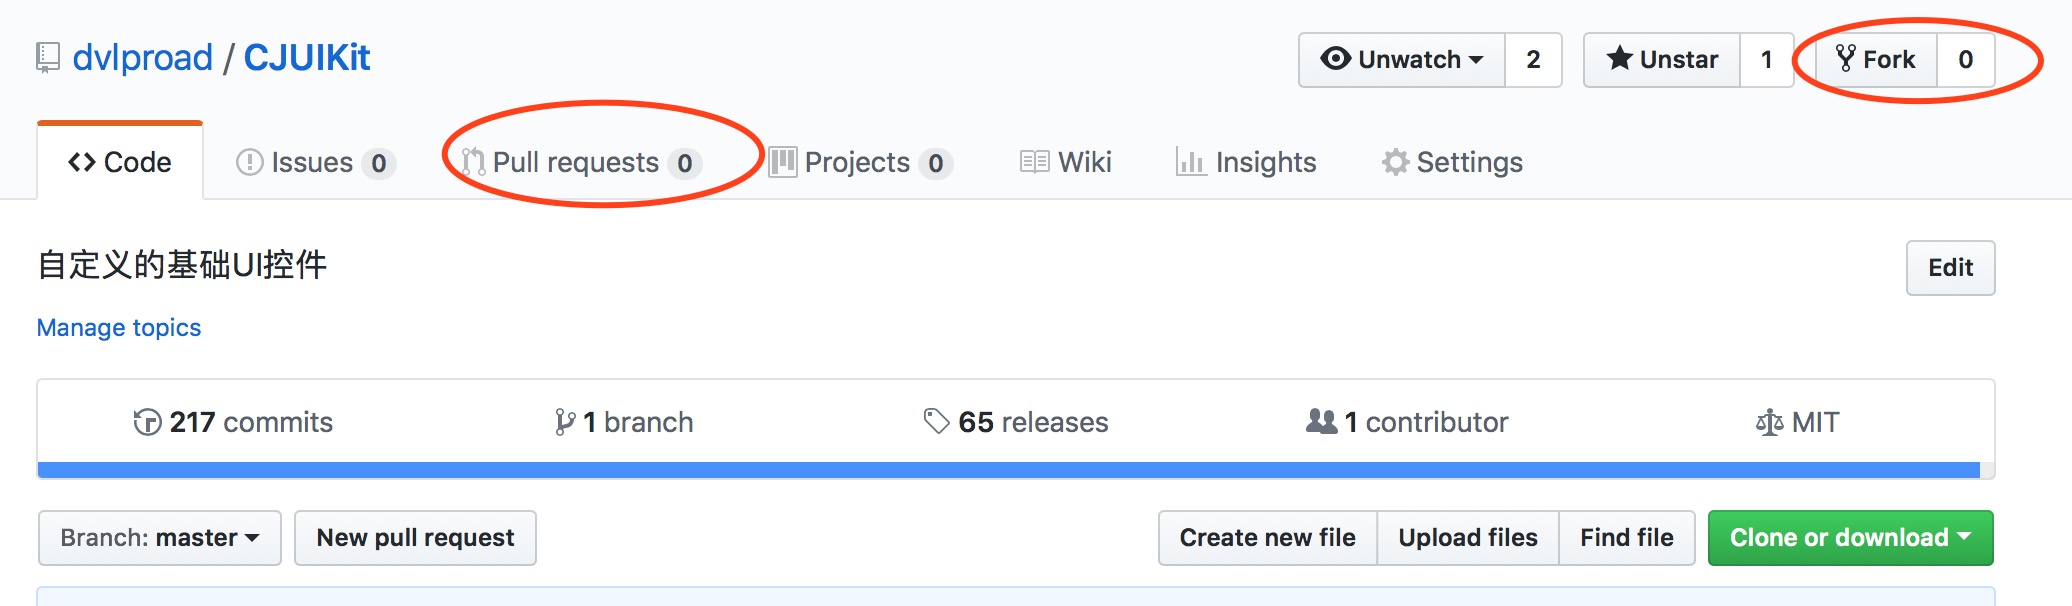 dvlproad / CJUIKit
Unwatch 2 Unstar 1 Fork 0
Code Issues 0 Pull requests 0 Projects 0 Wiki Insights Settings
自定义的基础UI控件 Edit
Manage topics
217 commits 1 branch 65 releases 1 contributor MIT
Branch: master New pull request Create new file Upload files Find file Clone or download